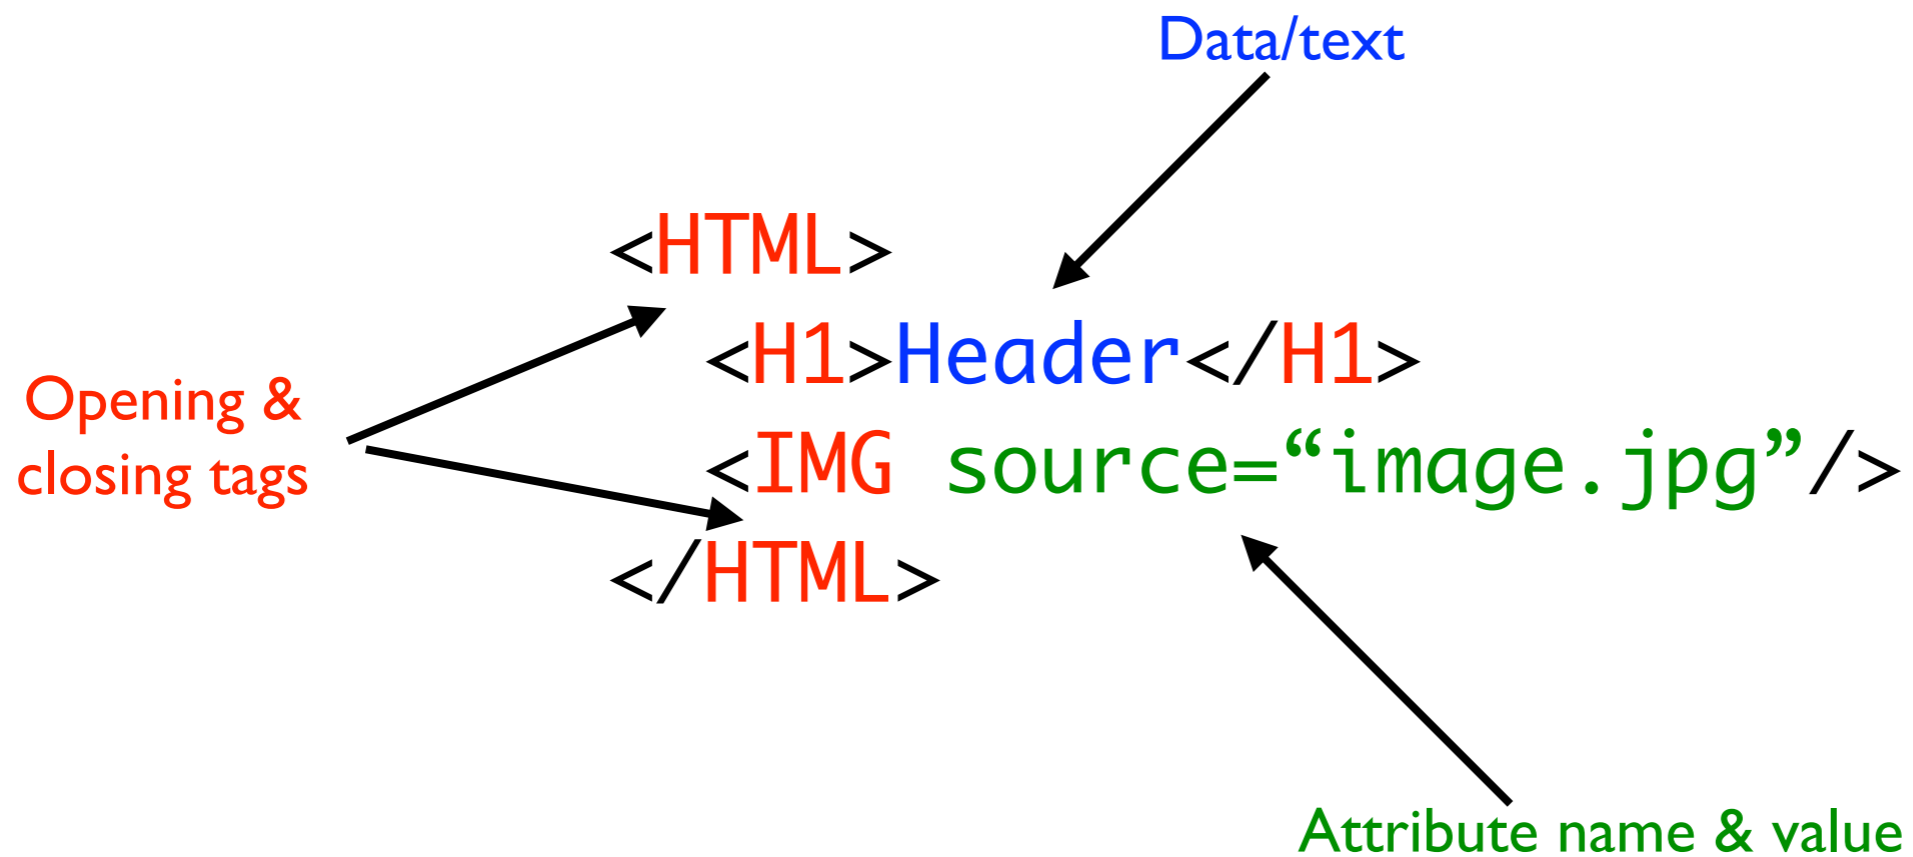 Data/text
<HTML>
<H1>Header</H1>
Opening &
closing tags
<IMG source=“image.jpg”/>
</HTML>
Attribute name & value